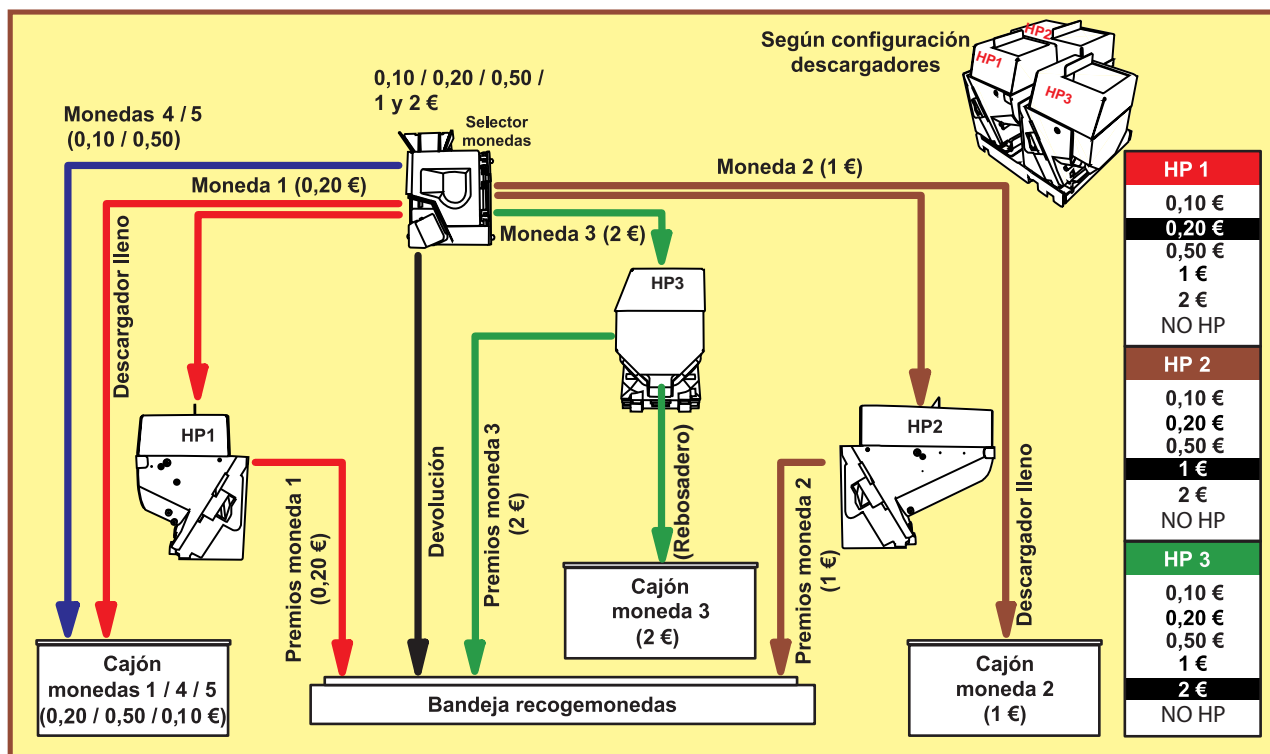 Según configuración
descargadores
HP1
HP2
HP3
0,10 / 0,20 / 0,50 /
1 y 2 €
Selector
monedas
Monedas 4 / 5
(0,10 / 0,50)
Moneda 1 (0,20 €)
Moneda 2 (1 €)
Moneda 3 (2 €)
Descargador lleno
HP1
Premios moneda 1
(0,20 €)
Devolución
Premios moneda 3
(2 €)
HP3
(Rebosadero)
HP2
Premios moneda 2
(1 €)
Descargador lleno
Cajón
monedas 1 / 4 / 5
(0,20 / 0,50 / 0,10 €)
Bandeja recogemonedas
Cajón
moneda 3
(2 €)
Cajón
moneda 2
(1 €)
HP 1
0,10 €
0,20 €
0,50 €
1 €
2 €
NO HP
HP 2
0,10 €
0,20 €
0,50 €
1 €
2 €
NO HP
HP 3
0,10 €
0,20 €
0,50 €
1 €
2 €
NO HP